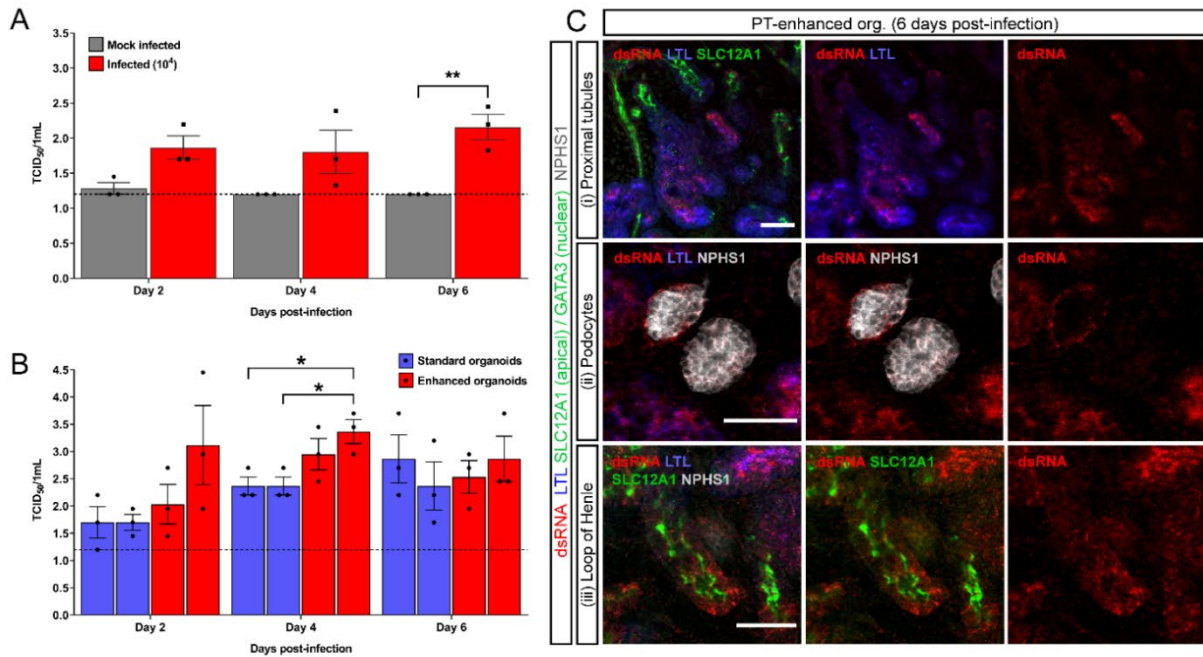 A
TCID50/1mL
3.5
3.0
2.5
2.0
1.5
1.0
0.5
0.0
Mock infected
Infected (10⁴)
**
Day 2 Day 4 Day 6
Days post-infection
B
TCID50/1mL
4.5
4.0
3.5
3.0
2.5
2.0
1.5
1.0
0.5
0.0
Standard organoids
Enhanced organoids
*
*
Day 2 Day 4 Day 6
Days post-infection
C
PT-enhanced org. (6 days post-infection)
dsRNA LTL SLC12A1 (apical) / GATA3 (nuclear) NPHS1
(i) Proximal tubules
dsRNA LTL SLC12A1
dsRNA LTL
dsRNA
(ii) Podocytes
dsRNA LTL NPHS1
dsRNA NPHS1
dsRNA
(iii) Loop of Henle
dsRNA LTL
SLC12A1 NPHS1
dsRNA SLC12A1
dsRNA